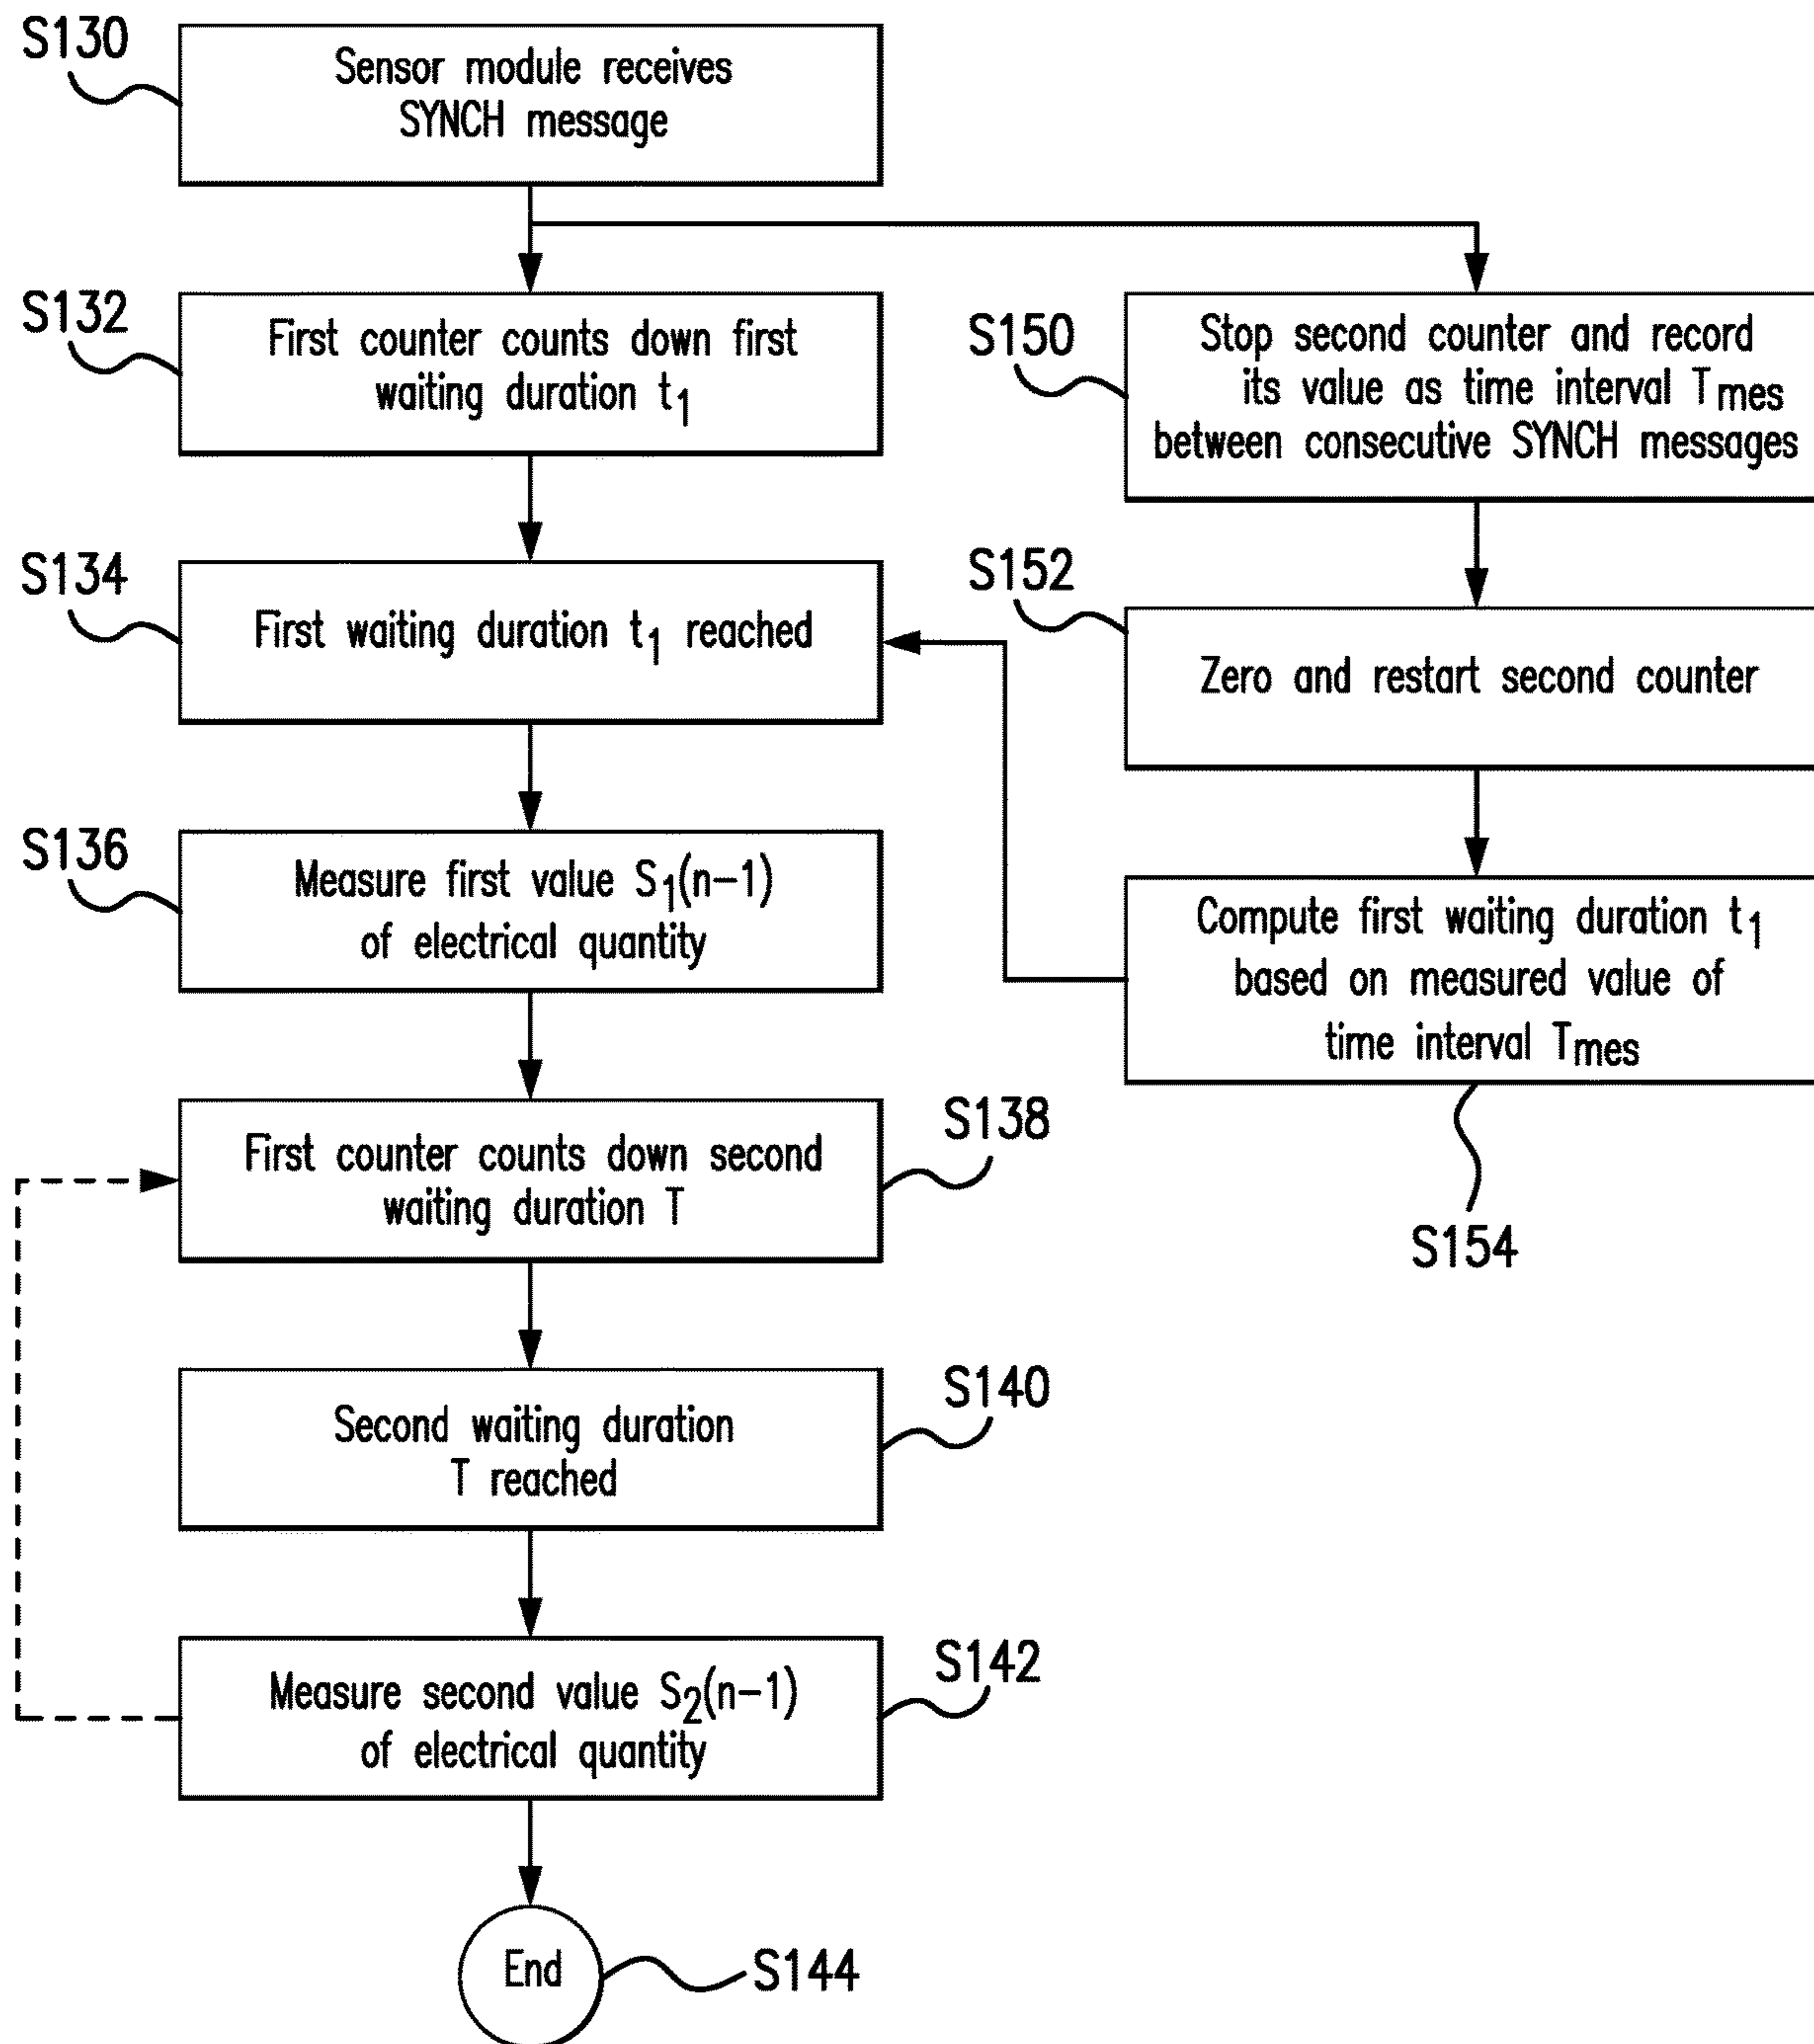 S130
Sensor module receives
SYNCH message
S132
First counter counts down first
waiting duration t₁
S150
Stop second counter and record
its value as time interval Tmes
between consecutive SYNCH messages
S134
First waiting duration t₁ reached
S152
Zero and restart second counter
S136
Measure first value S₁(n−1)
of electrical quantity
Compute first waiting duration t₁
based on measured value of
time interval Tmes
S154
First counter counts down second
waiting duration T
S138
Second waiting duration
T reached
S140
Measure second value S₂(n−1)
of electrical quantity
S142
End
S144